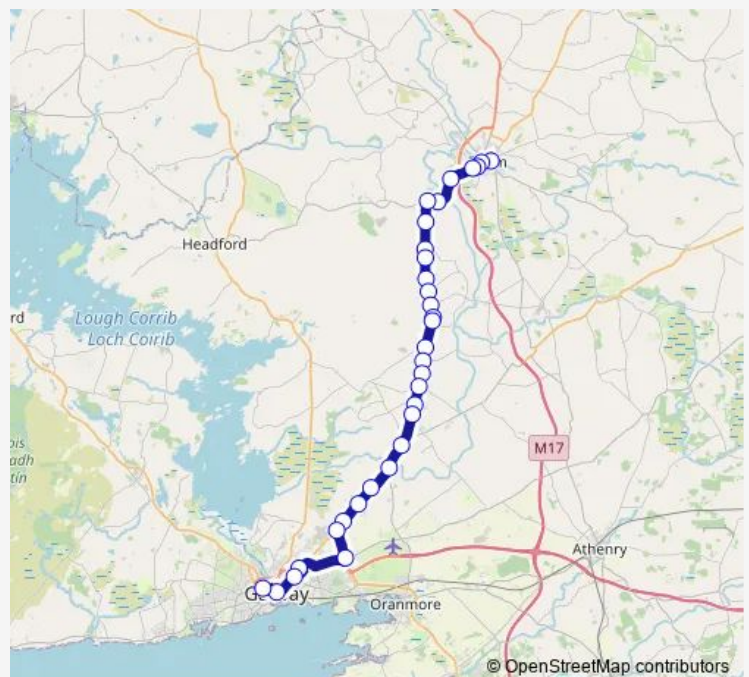 Headford
rd
Lough Corrib
- Loch Coirib
M17
Athenry
Oranmore
© OpenStreetMap contributors